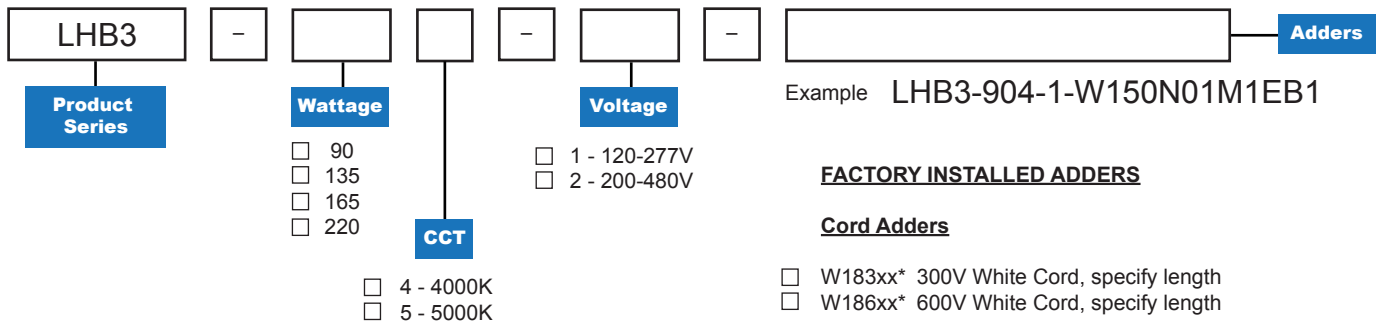 LHB3 - - -
Adders
Product
Series
Wattage
Voltage
Example LHB3-904-1-W150N01M1EB1
90
135
165
220
1 - 120-277V
2 - 200-480V
CCT
4 - 4000K
5 - 5000K
FACTORY INSTALLED ADDERS
Cord Adders
W183xx* 300V White Cord, specify length
W186xx* 600V White Cord, specify length